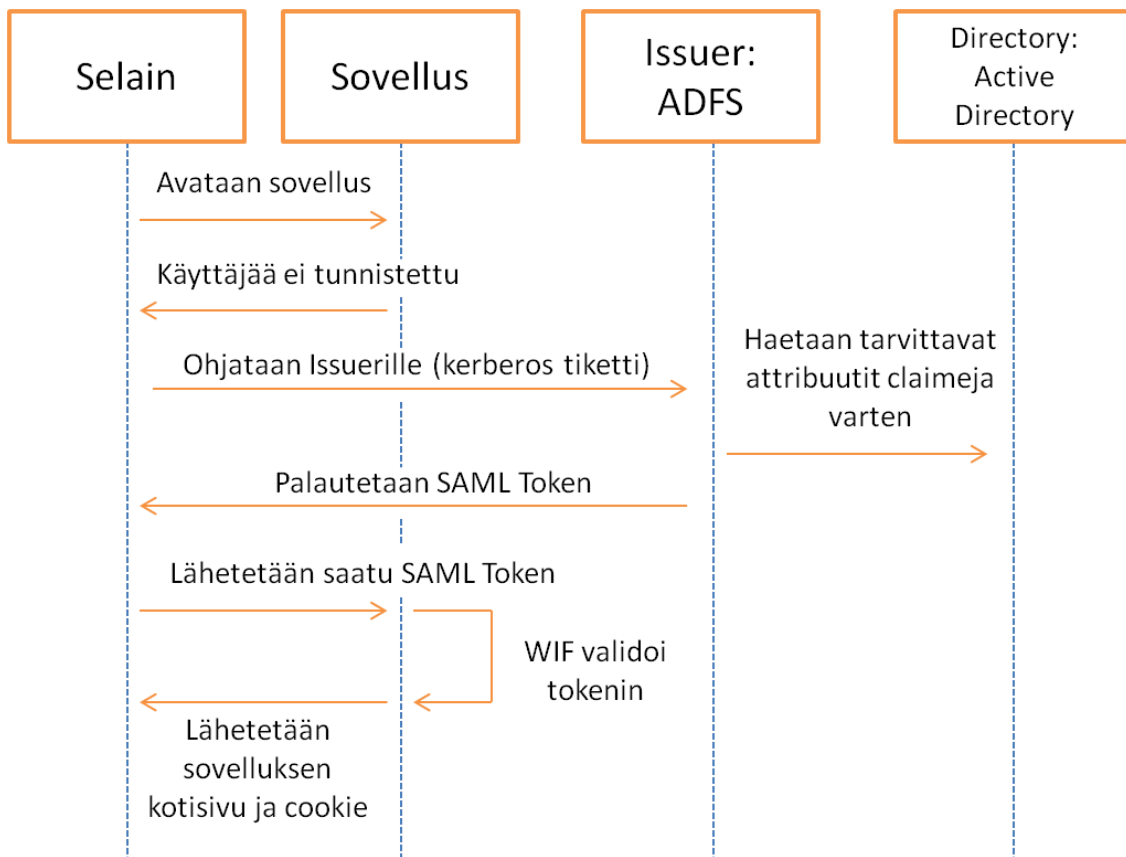 Selain
Sovellus
Issuer:
ADFS
Directory:
Active
Directory
Avataan sovellus
Käyttäjää ei tunnistettu
Ohjataan Issuerille (kerberos tiketti)
Haetaan tarvittavat
attribuutit claimeja
varten
Palautetaan SAML Token
Lähetetään saatu SAML Token
WIF validoi
tokenin
Lähetetään
sovelluksen
kotisivu ja cookie